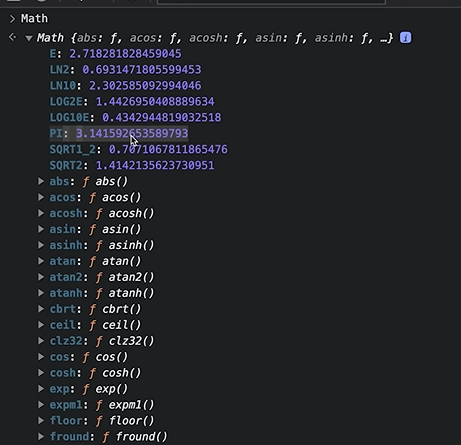 > Math
Math {abs: ƒ, acos: ƒ, acosh: ƒ, asin: ƒ, asinh: ƒ, …} i
E: 2.718281828459045
LN2: 0.6931471805599453
LN10: 2.302585092994046
LOG2E: 1.4426950408889634
LOG10E: 0.4342944819032518
PI: 3.141592653589793
SQRT1_2: 0.7071067811865476
SQRT2: 1.4142135623730951
abs: ƒ abs()
acos: ƒ acos()
acosh: ƒ acosh()
asin: ƒ asin()
asinh: ƒ asinh()
atan: ƒ atan()
atan2: ƒ atan2()
atanh: ƒ atanh()
cbrt: ƒ cbrt()
ceil: ƒ ceil()
clz32: ƒ clz32()
cos: ƒ cos()
cosh: ƒ cosh()
exp: ƒ exp()
expm1: ƒ expm1()
floor: ƒ floor()
fround: ƒ fround()